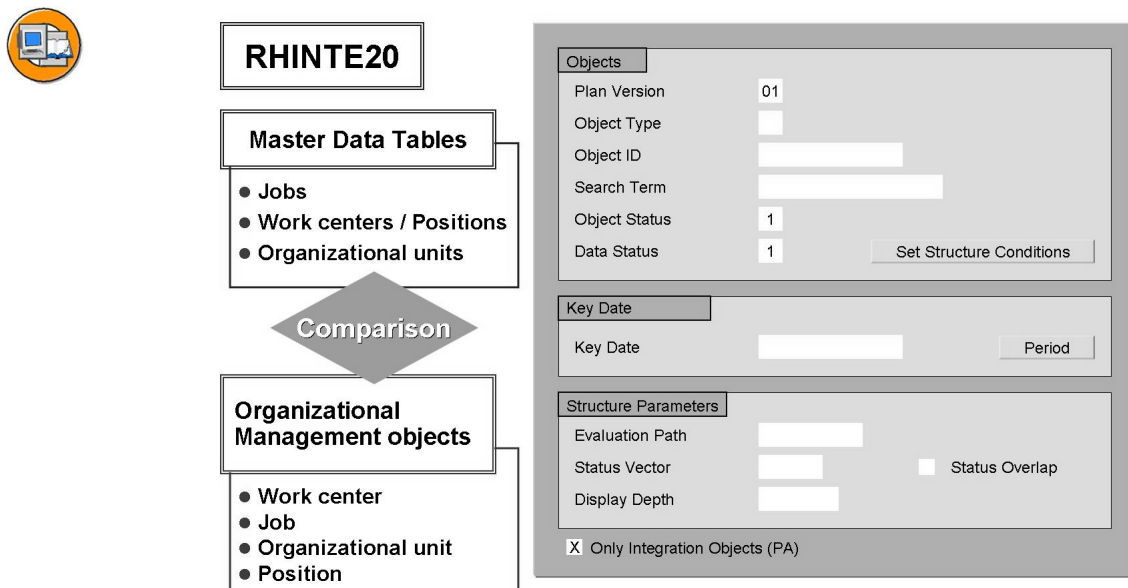 RHINTE20
Master Data Tables
● Jobs
● Work centers / Positions
● Organizational units
Comparison
Organizational
Management objects
● Work center
● Job
● Organizational unit
● Position
Objects
Plan Version 01
Object Type
Object ID
Search Term
Object Status 1
Data Status 1 Set Structure Conditions
Key Date
Key Date Period
Structure Parameters
Evaluation Path
Status Vector Status Overlap
Display Depth
X Only Integration Objects (PA)